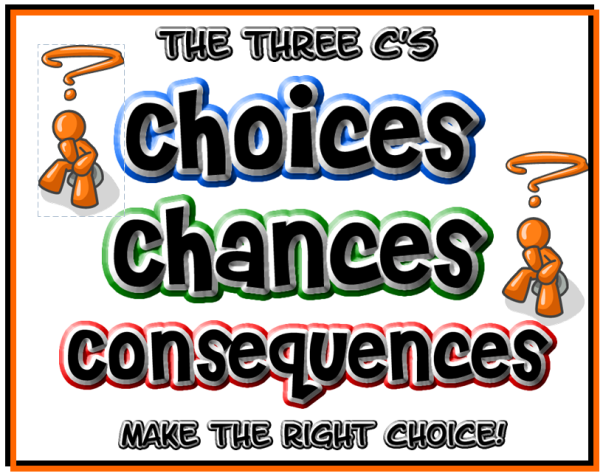 THE THREE C'S
Choices
Chances
Consequences
MAKE THE RIGHT CHOICE!